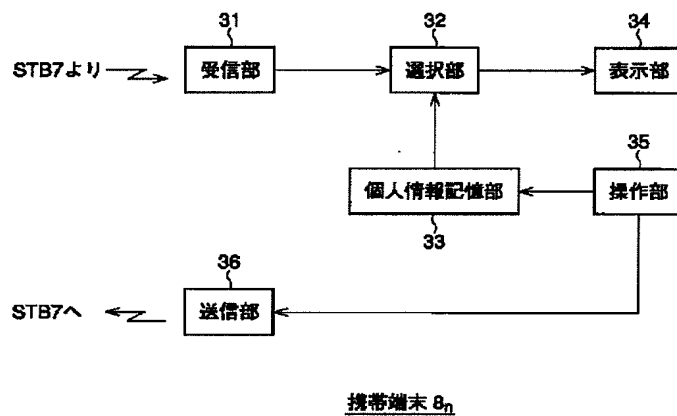 31
32
34
STB7より
受信部
選択部
表示部
35
個人情報記憶部
操作部
33
36
STB7へ
送信部
携帯端末 8n